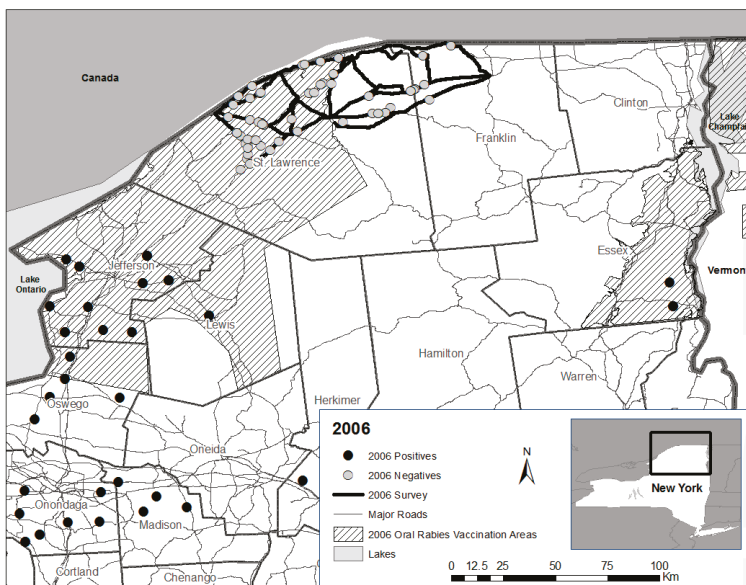 Canada
Clinton
Lake
Champlain
Franklin
St. Lawrence
Essex
Vermont
Jefferson
Lake
Ontario
Lewis
Hamilton
Warren
Oswego
Herkimer
Oneida
Onondaga
Madison
Cortland
Chenango
2006
2006 Positives
2006 Negatives
2006 Survey
Major Roads
2006 Oral Rabies Vaccination Areas
Lakes
N
New York
0 12.5 25 50 75 100
Km